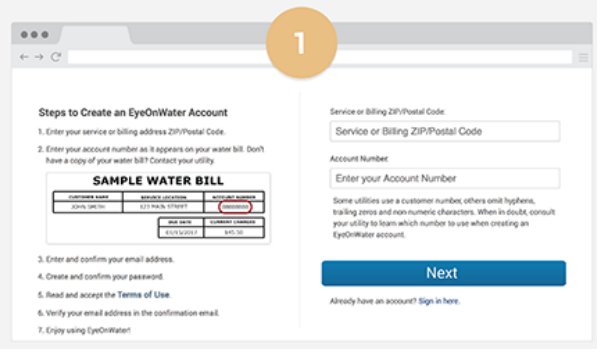 1
Steps to Create an EyeOnWater Account
1. Enter your service or billing address ZIP/Postal Code.
2. Enter your account number as it appears on your water bill. Don't
have a copy of your water bill? Contact your utility.
SAMPLE WATER BILL
CUSTOMER NAME SERVICE LOCATION ACCOUNT NUMBER
JOHN SMITH 123 MAIN STREET
DUE DATE CURRENT CHARGES
$45.50
3. Enter and confirm your email address.
4. Create and confirm your password.
5. Read and accept the Terms of Use.
6. Verify your email address in the confirmation email.
7. Enjoy using EyeOnWater!
Service or Billing ZIP/Postal Code:
Service or Billing ZIP/Postal Code
Account Number:
Enter your Account Number
Some utilities use a customer number, others omit hyphens,
trailing zeros and non numeric characters. When in doubt, consult
your utility to learn which number to use when creating an
EyeOnWater account.
Next
Already have an account? Sign in here.